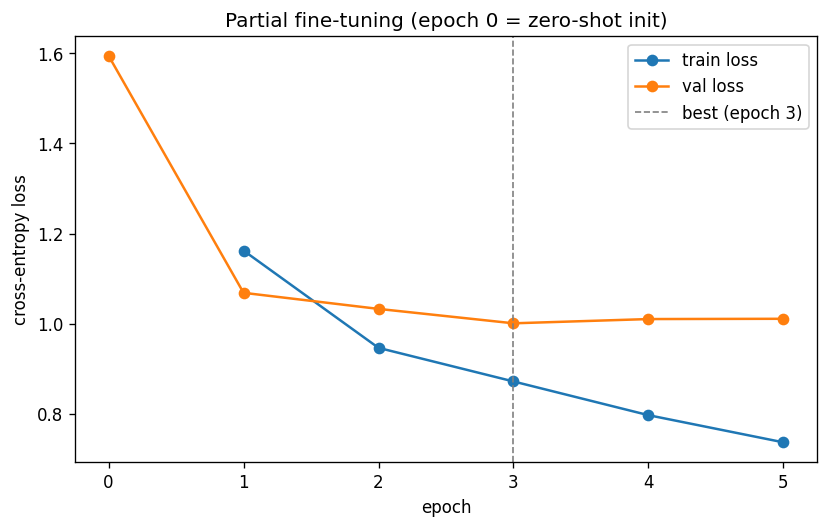 Partial fine-tuning (epoch 0 = zero-shot init)
train loss
val loss
best (epoch 3)
cross-entropy loss
1.6
1.4
1.2
1.0
0.8
0 1 2 3 4 5
epoch